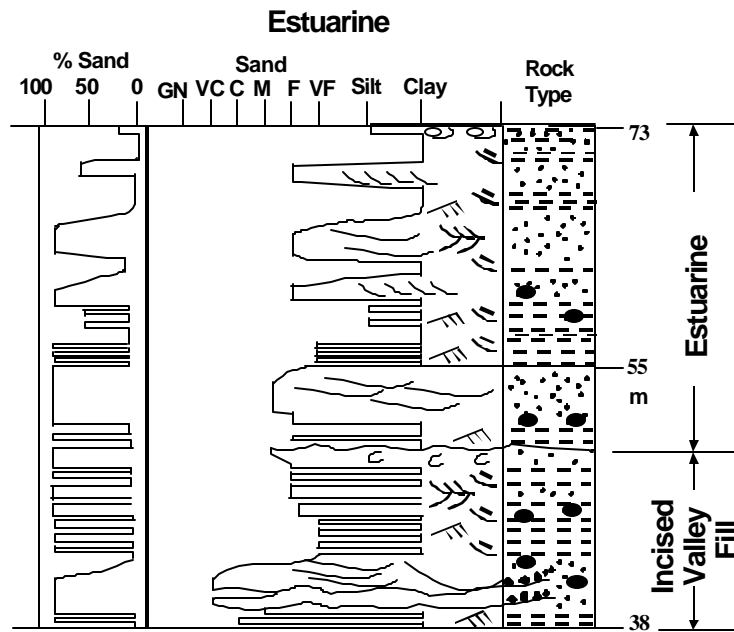 Estuarine
% Sand
100 50 0
Sand
GN VC C M F VF Silt Clay
Rock
Type
73
Estuarine
55
m
Incised
Valley
Fill
38